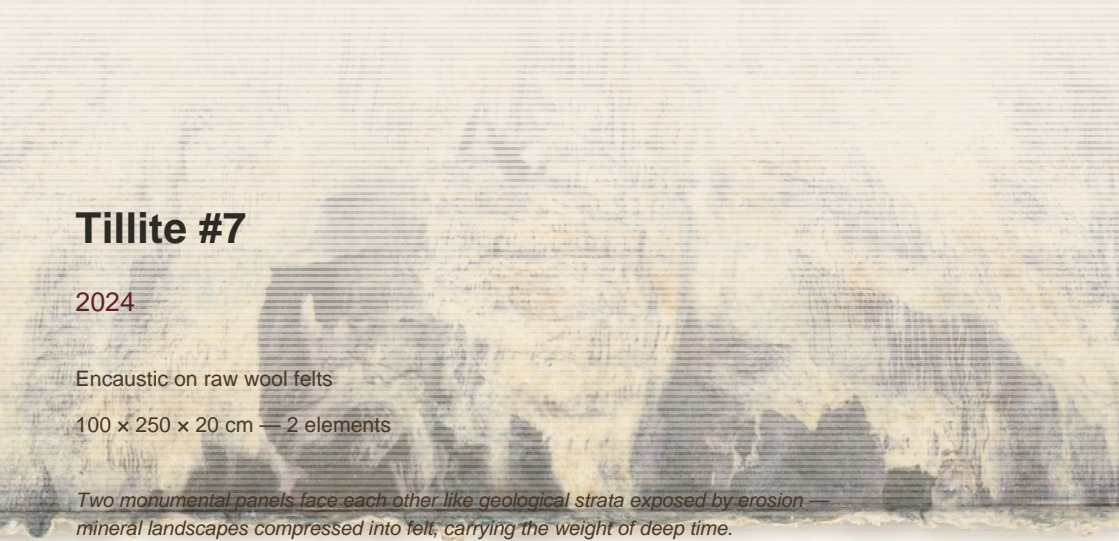 Tillite #7
2024
Encaustic on raw wool felts
100 × 250 × 20 cm — 2 elements
Two monumental panels face each other like geological strata exposed by erosion —
mineral landscapes compressed into felt, carrying the weight of deep time.